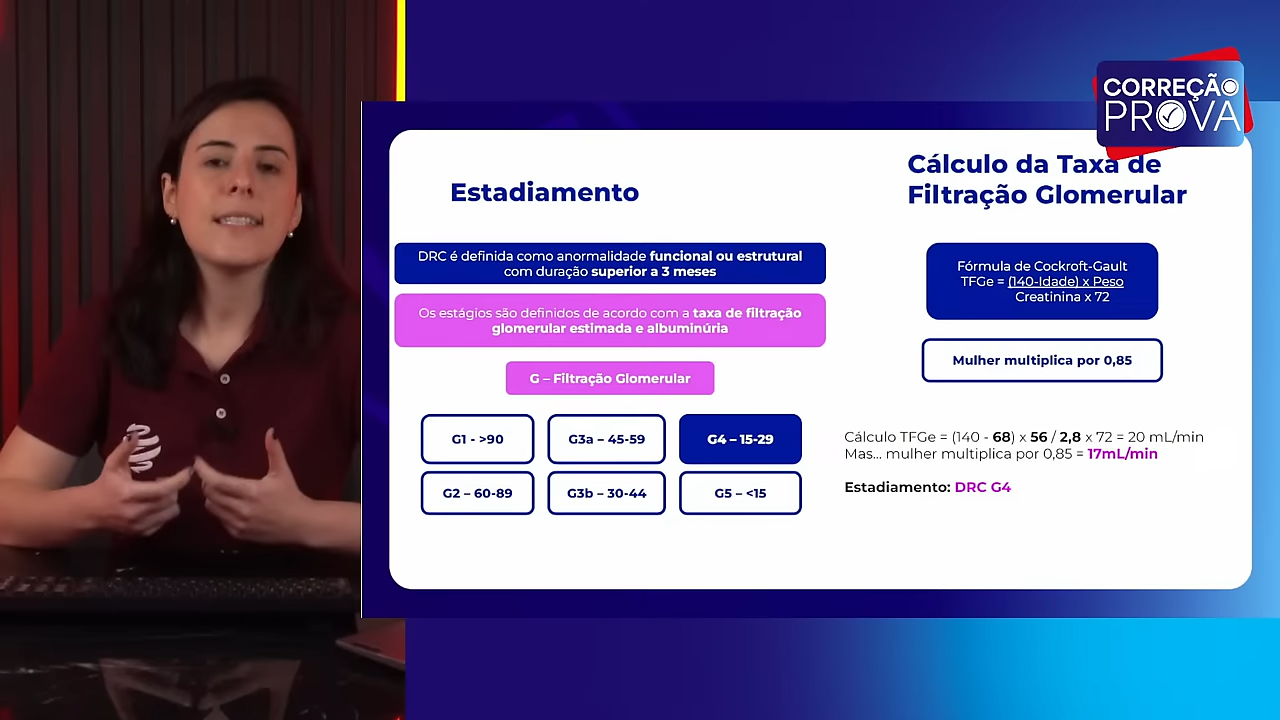 CORREÇÃO
PROVA
Estadiamento
DRC é definida como anormalidade funcional ou estrutural
com duração superior a 3 meses
Os estágios são definidos de acordo com a taxa de filtração
glomerular estimada e albuminúria
G – Filtração Glomerular
G1 - >90
G3a – 45-59
G4 – 15-29
G2 – 60-89
G3b – 30-44
G5 – <15
Cálculo da Taxa de
Filtração Glomerular
Fórmula de Cockroft-Gault
TFGe = (140-Idade) x Peso
Creatinina x 72
Mulher multiplica por 0,85
Cálculo TFGe = (140 - 68) x 56 / 2,8 x 72 = 20 mL/min
Mas... mulher multiplica por 0,85 = 17mL/min
Estadiamento: DRC G4